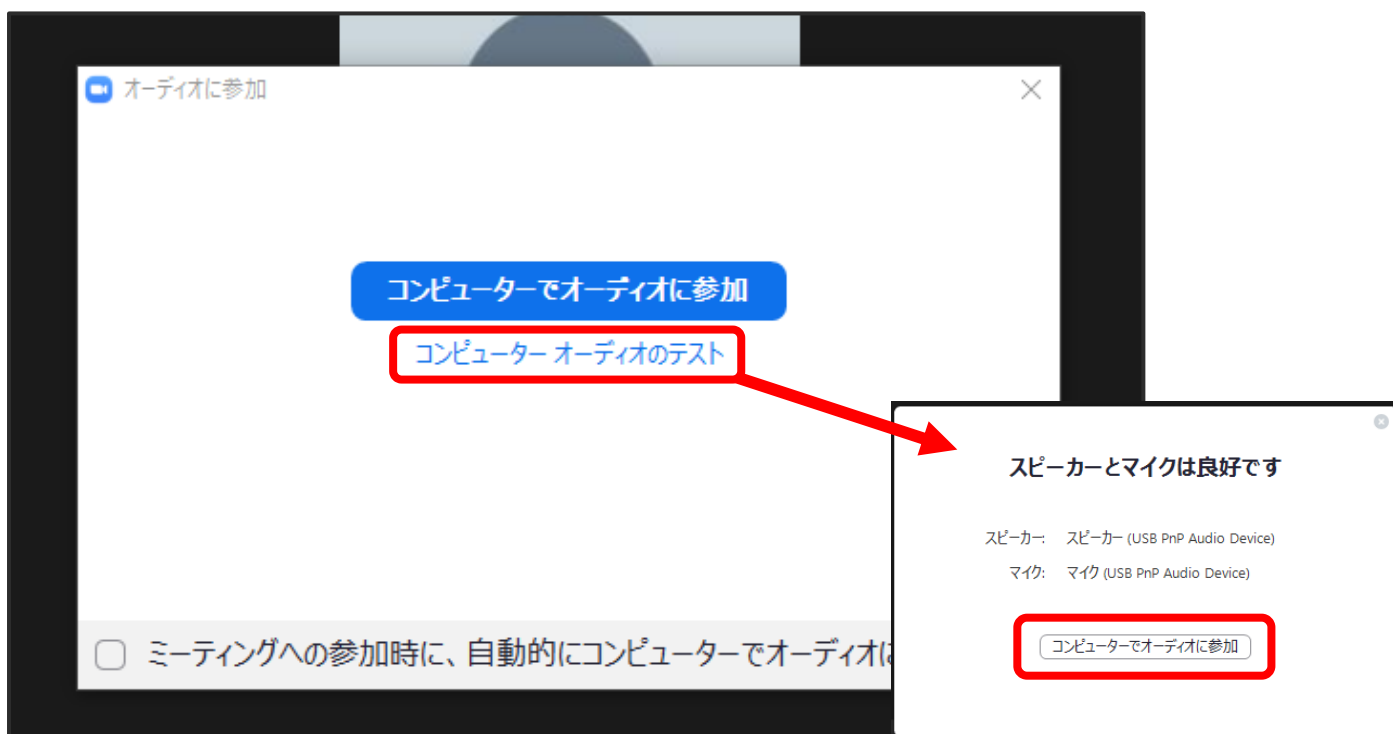 オーディオに参加
コンピューターでオーディオに参加
コンピューター オーディオのテスト
ミーティングへの参加時に、自動的にコンピューターでオーディオに
スピーカーとマイクは良好です
スピーカー: スピーカー (USB PnP Audio Device)
マイク: マイク (USB PnP Audio Device)
コンピューターでオーディオに参加